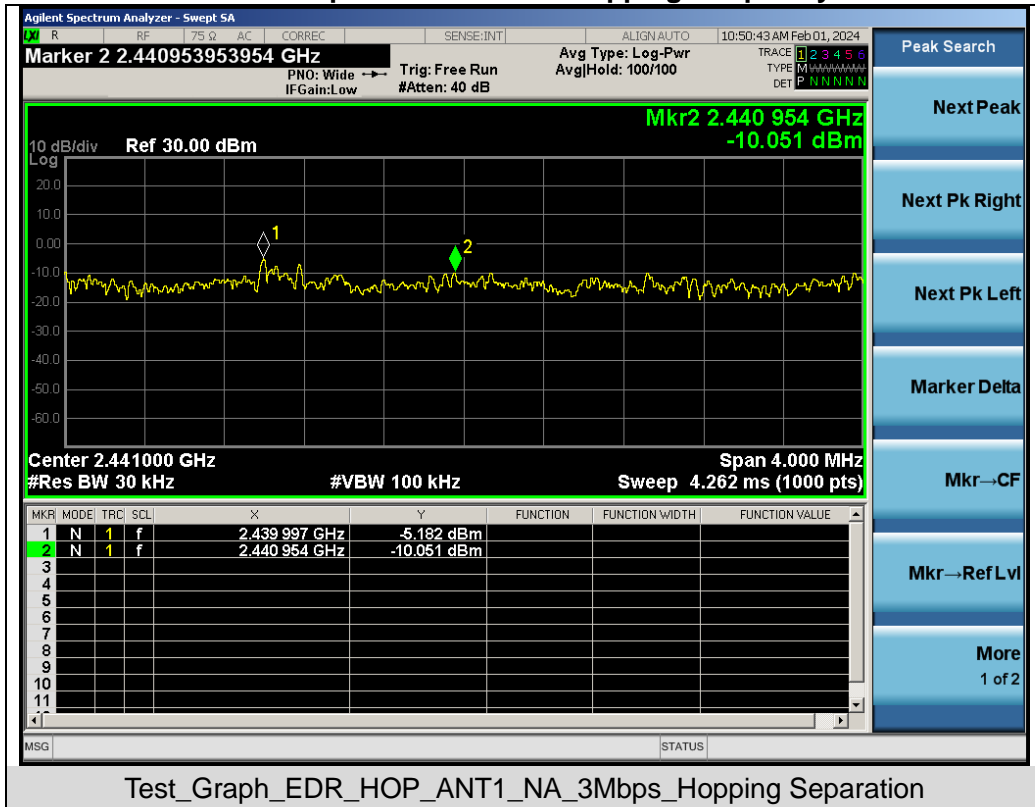 Agilent Spectrum Analyzer - Swept SA
LXI R RF 75 Ω AC CORREC SENSE:INT ALIGN AUTO 10:50:43 AM Feb 01, 2024
Marker 2 2.440953953954 GHz
PNO: Wide
IFGain:Low
Trig: Free Run
#Atten: 40 dB
Avg Type: Log-Pwr
Avg|Hold: 100/100
TRACE 1 2 3 4 5 6
TYPE M W W W W W
DET P N N N N N
Peak Search
Next Peak
Next Pk Right
Next Pk Left
Marker Delta
Mkr→CF
Mkr→Ref Lvl
More
1 of 2
Mkr2 2.440 954 GHz
-10.051 dBm
10 dB/div Ref 30.00 dBm
Log
20.0
10.0
0.00
-10.0
-20.0
-30.0
-40.0
-50.0
-60.0
1
2
Center 2.441000 GHz Span 4.000 MHz
#Res BW 30 kHz #VBW 100 kHz Sweep 4.262 ms (1000 pts)
MKR MODE TRC SCL X Y FUNCTION FUNCTION WIDTH FUNCTION VALUE
1 N 1 f 2.439 997 GHz -5.182 dBm
2 N 1 f 2.440 954 GHz -10.051 dBm
3
4
5
6
7
8
9
10
11
MSG STATUS
Test_Graph_EDR_HOP_ANT1_NA_3Mbps_Hopping Separation